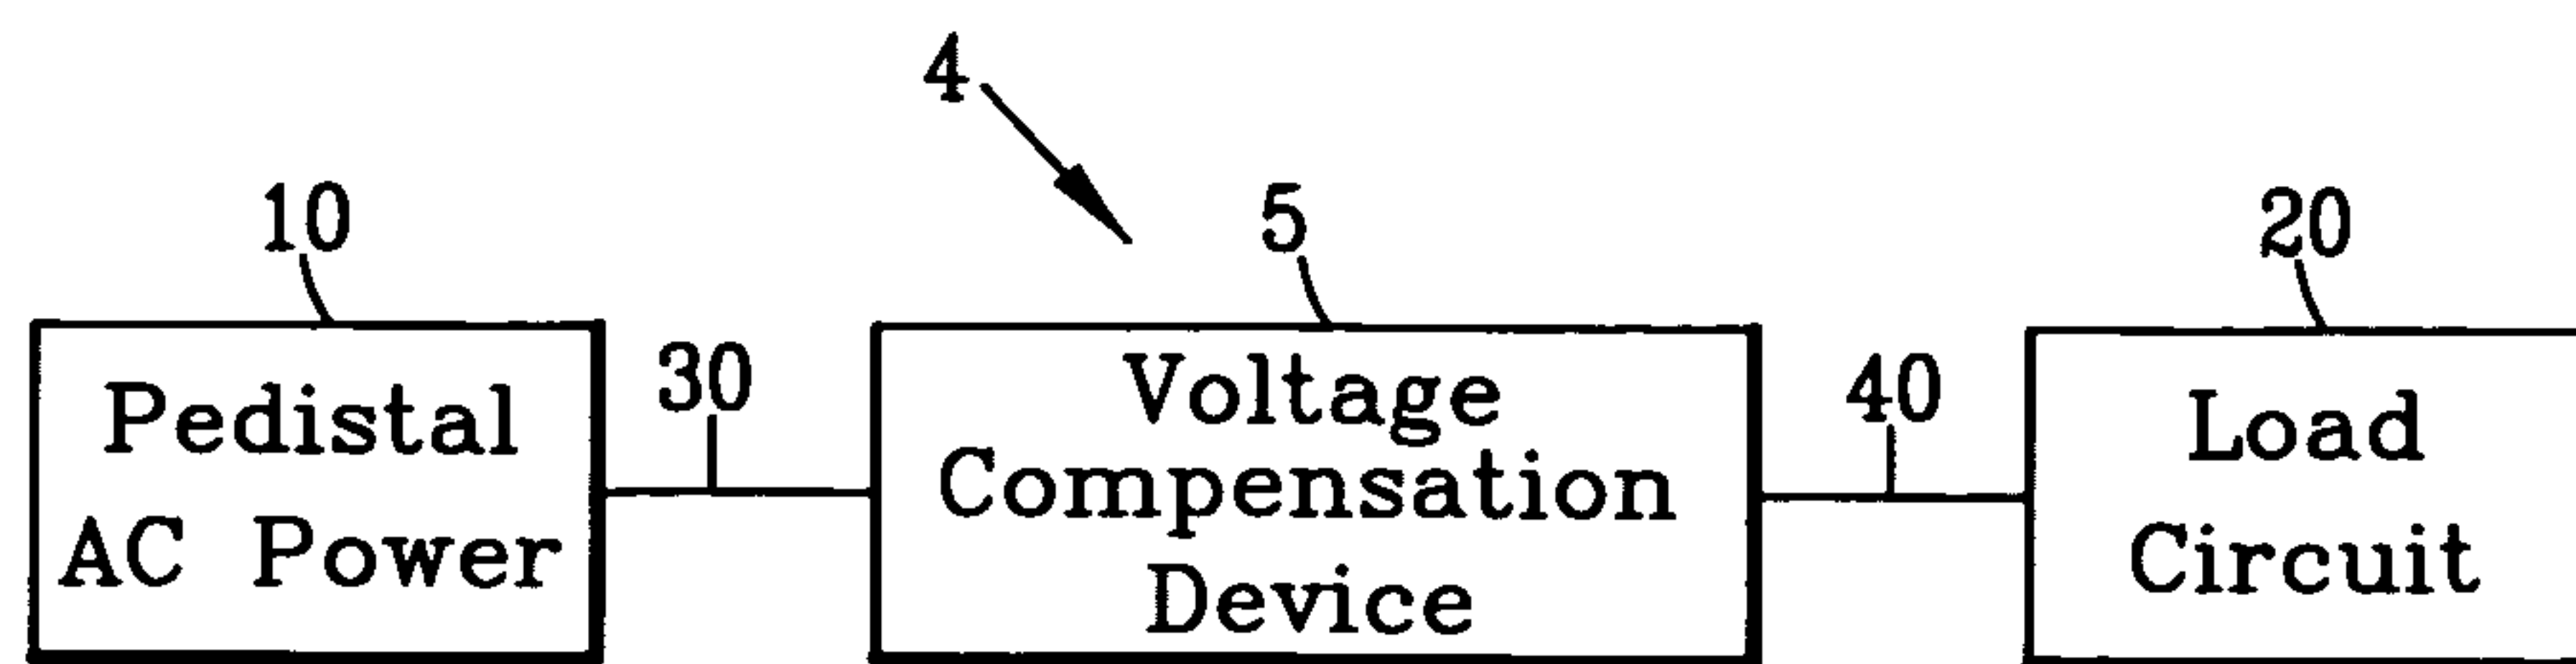 4
10
5
20
30
40
Pedistal
AC Power
Voltage
Compensation
Device
Load
Circuit